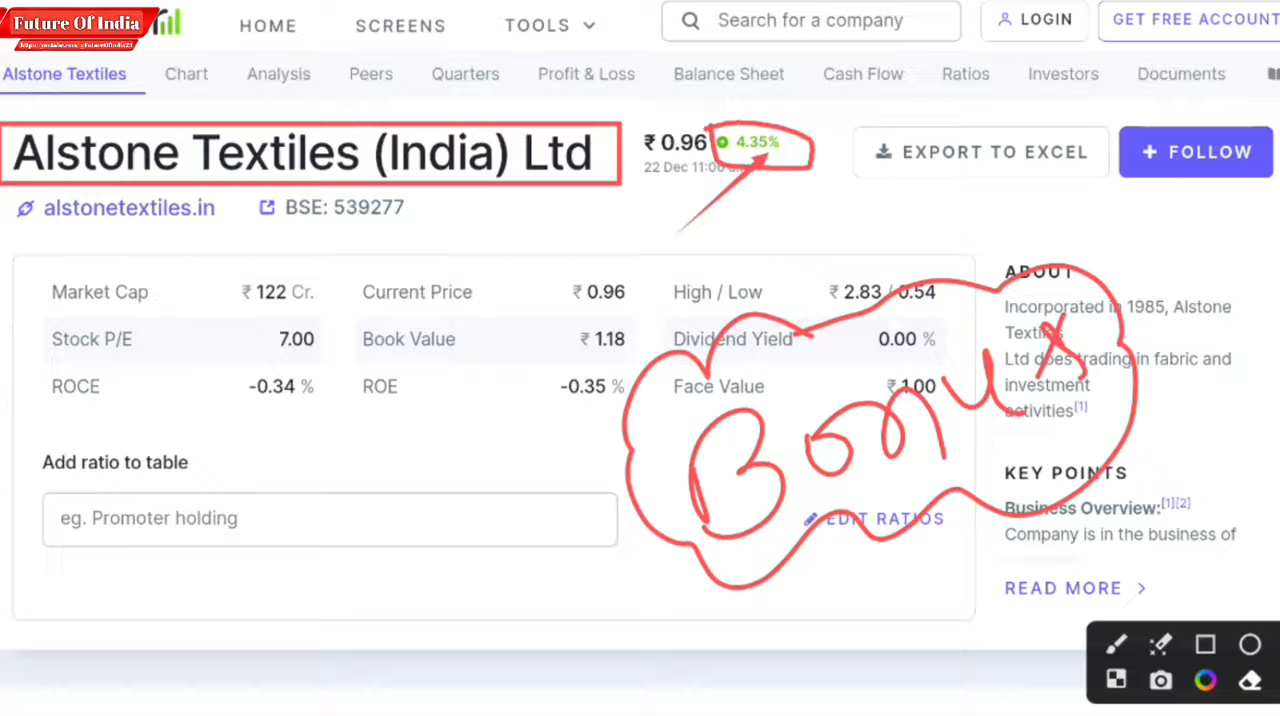 Future Of India
HOME SCREENS TOOLS
Search for a company
LOGIN
GET FREE ACCOUNT
Alstone Textiles Chart Analysis Peers Quarters Profit & Loss Balance Sheet Cash Flow Ratios Investors Documents
Alstone Textiles (India) Ltd
₹ 0.96 4.35%
22 Dec 11:00
EXPORT TO EXCEL
+ FOLLOW
alstonetextiles.in BSE: 539277
Market Cap ₹ 122 Cr.
Current Price ₹ 0.96
High / Low ₹ 2.83 / 0.54
Stock P/E 7.00
Book Value ₹ 1.18
Dividend Yield 0.00 %
ROCE -0.34 %
ROE -0.35 %
Face Value ₹ 1.00
Bonus
Add ratio to table
eg. Promoter holding
EDIT RATIOS
ABOUT
Incorporated in 1985, Alstone
Textiles
Ltd does trading in fabric and
investment
activities[1]
KEY POINTS
Business Overview:[1][2]
Company is in the business of
READ MORE